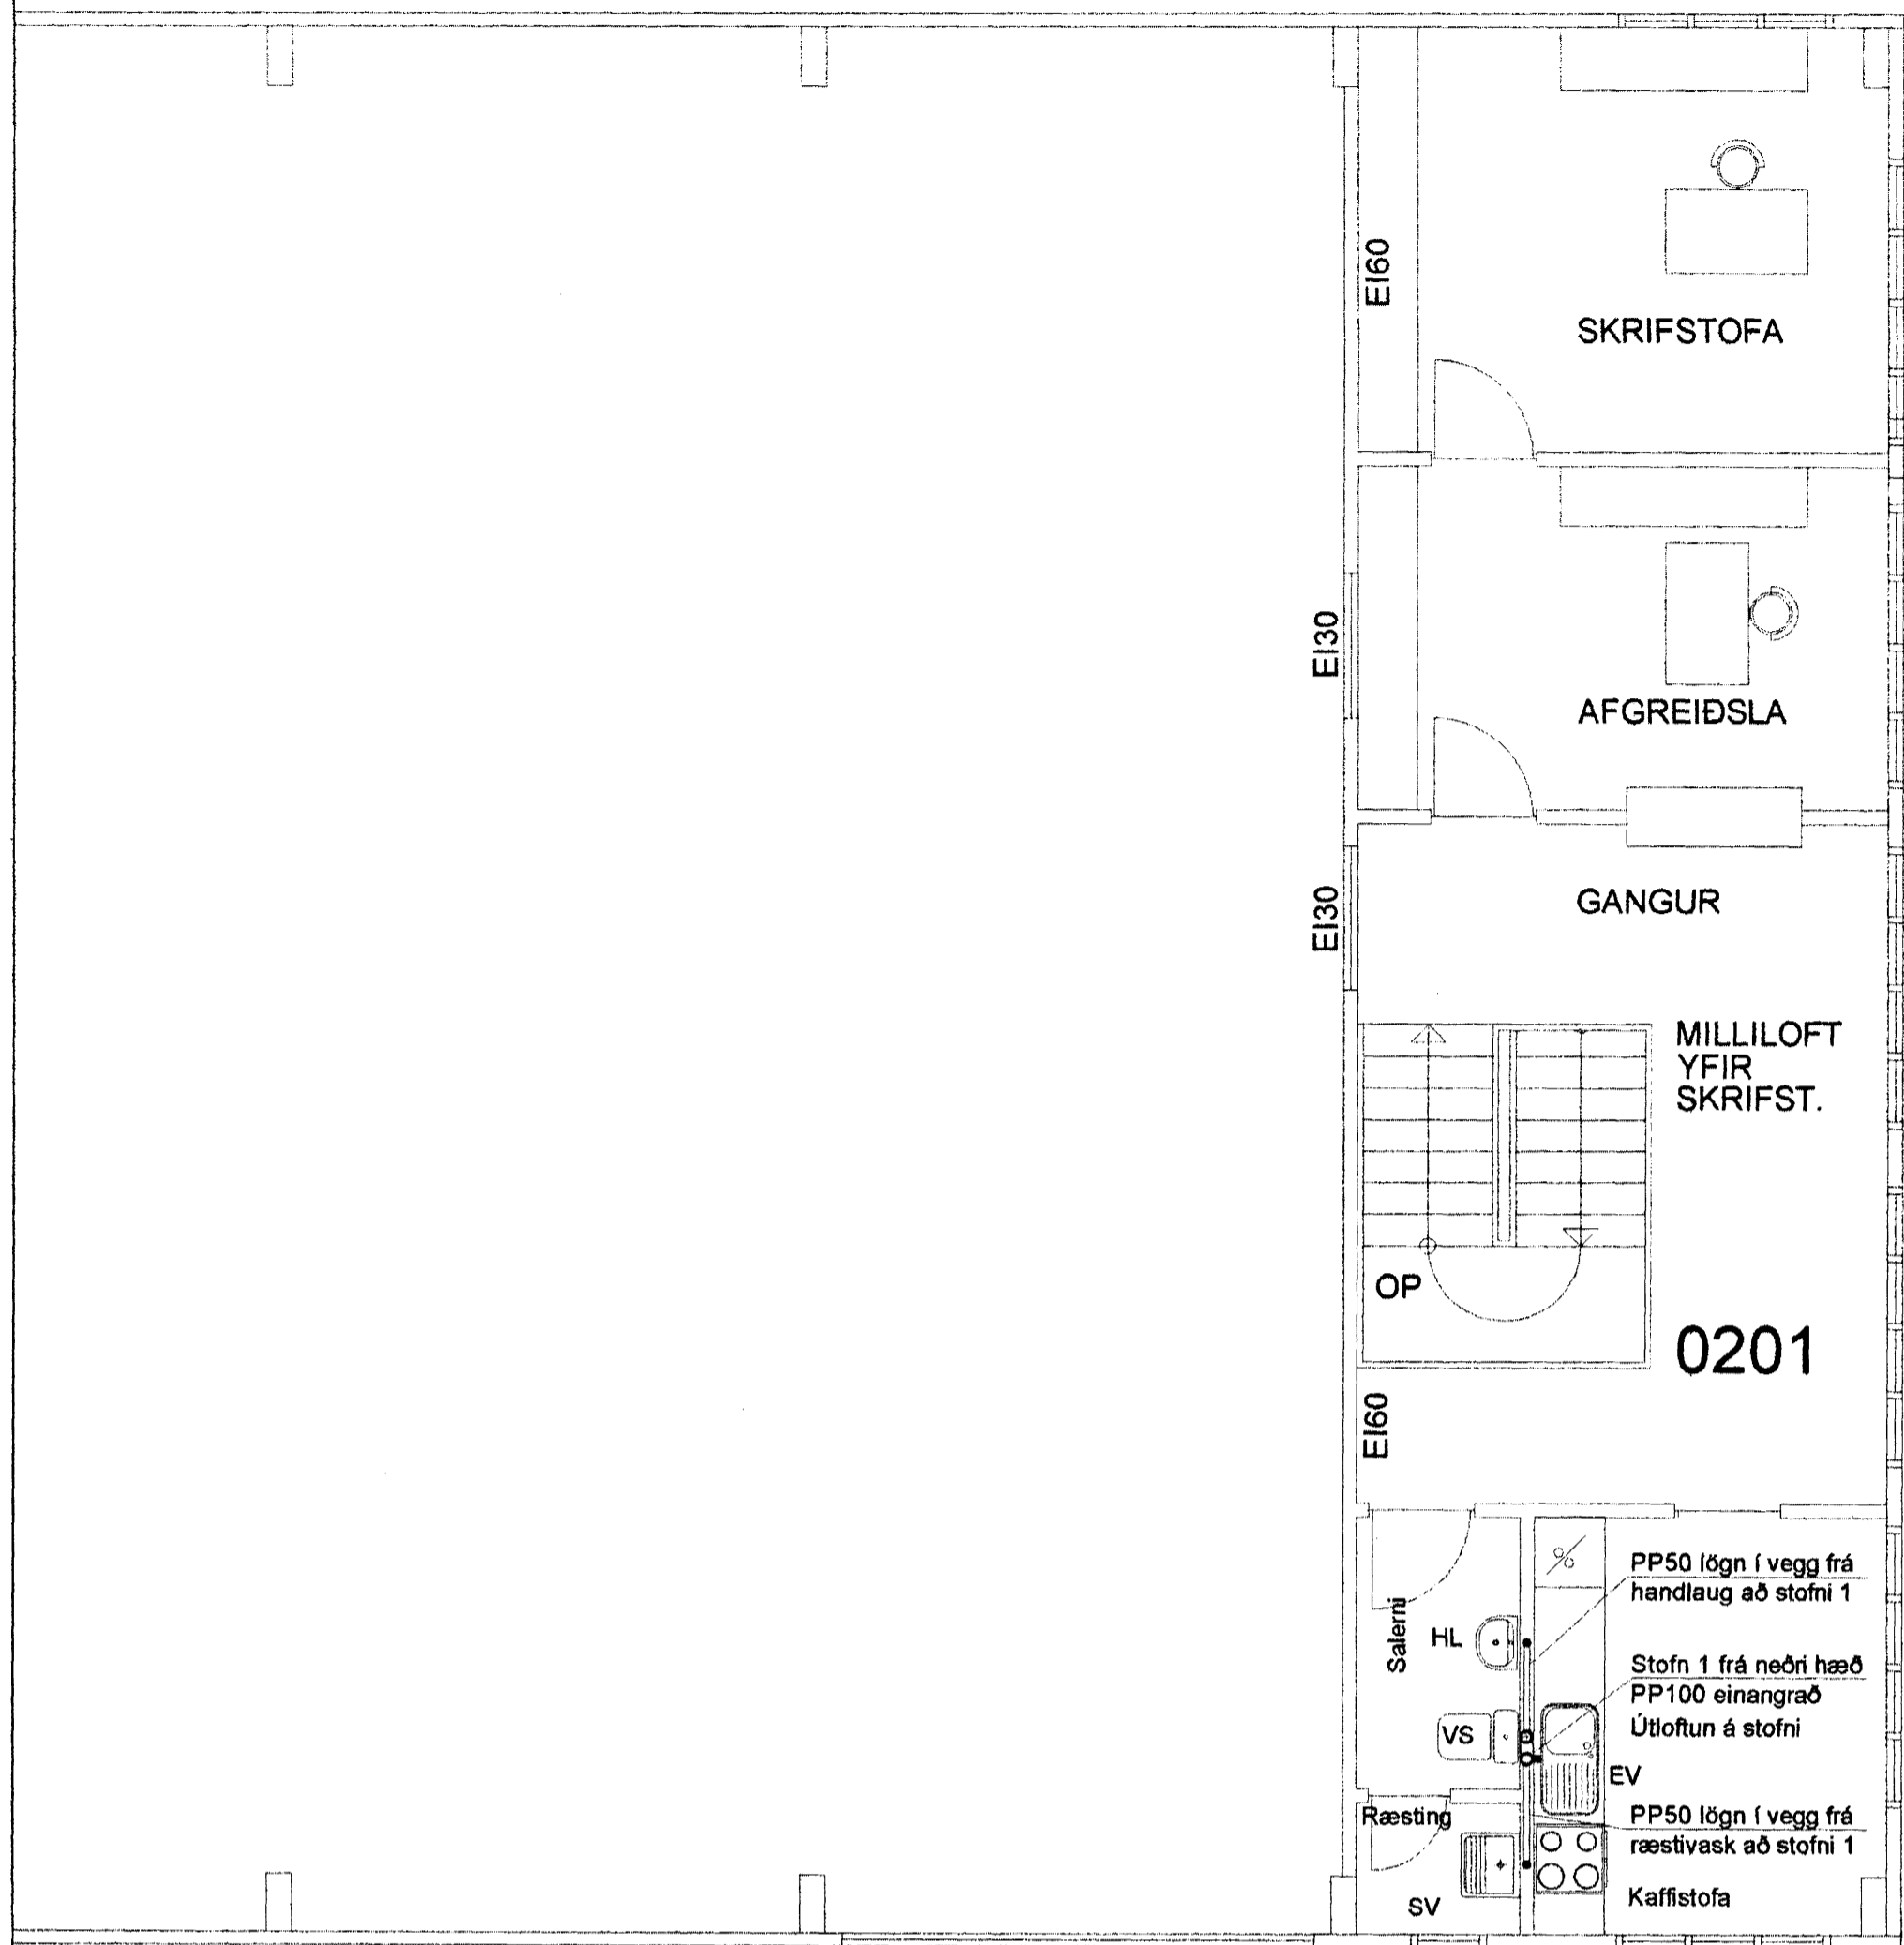 EI60
SKRIFSTOFA
EI30
AFGREIÐSLA
EI30
GANGUR
MILLILOFT
YFIR
SKRIFST.
OP
0201
EI60
PP50 lögn í vegg frá
handlaug að stofni 1
Salerni
HL
Stofn 1 frá neðri hæð
PP100 einangrað
Útloftun á stofni
VS
EV
Ræsting
PP50 lögn í vegg frá
ræstivask að stofni 1
SV
Kaffistofa